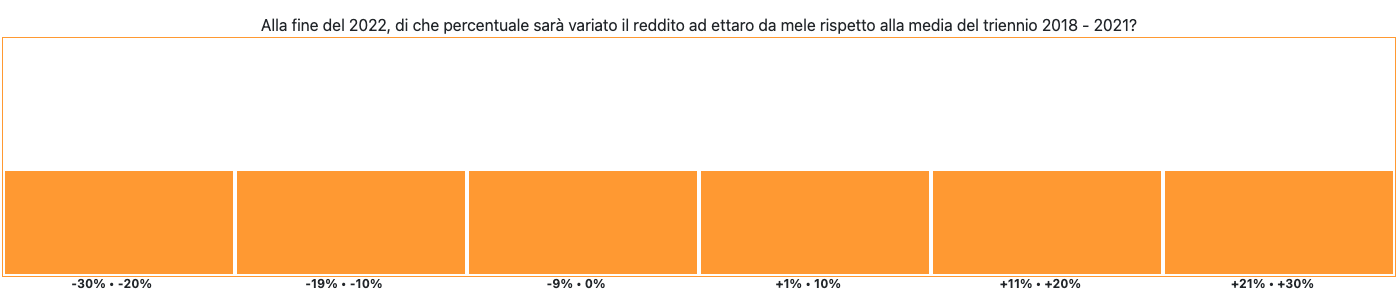 Alla fine del 2022, di che percentuale sarà variato il reddito ad ettaro da mele rispetto alla media del triennio 2018 - 2021?
-30% • -20%
-19% • -10%
-9% • 0%
+1% • 10%
+11% • +20%
+21% • +30%